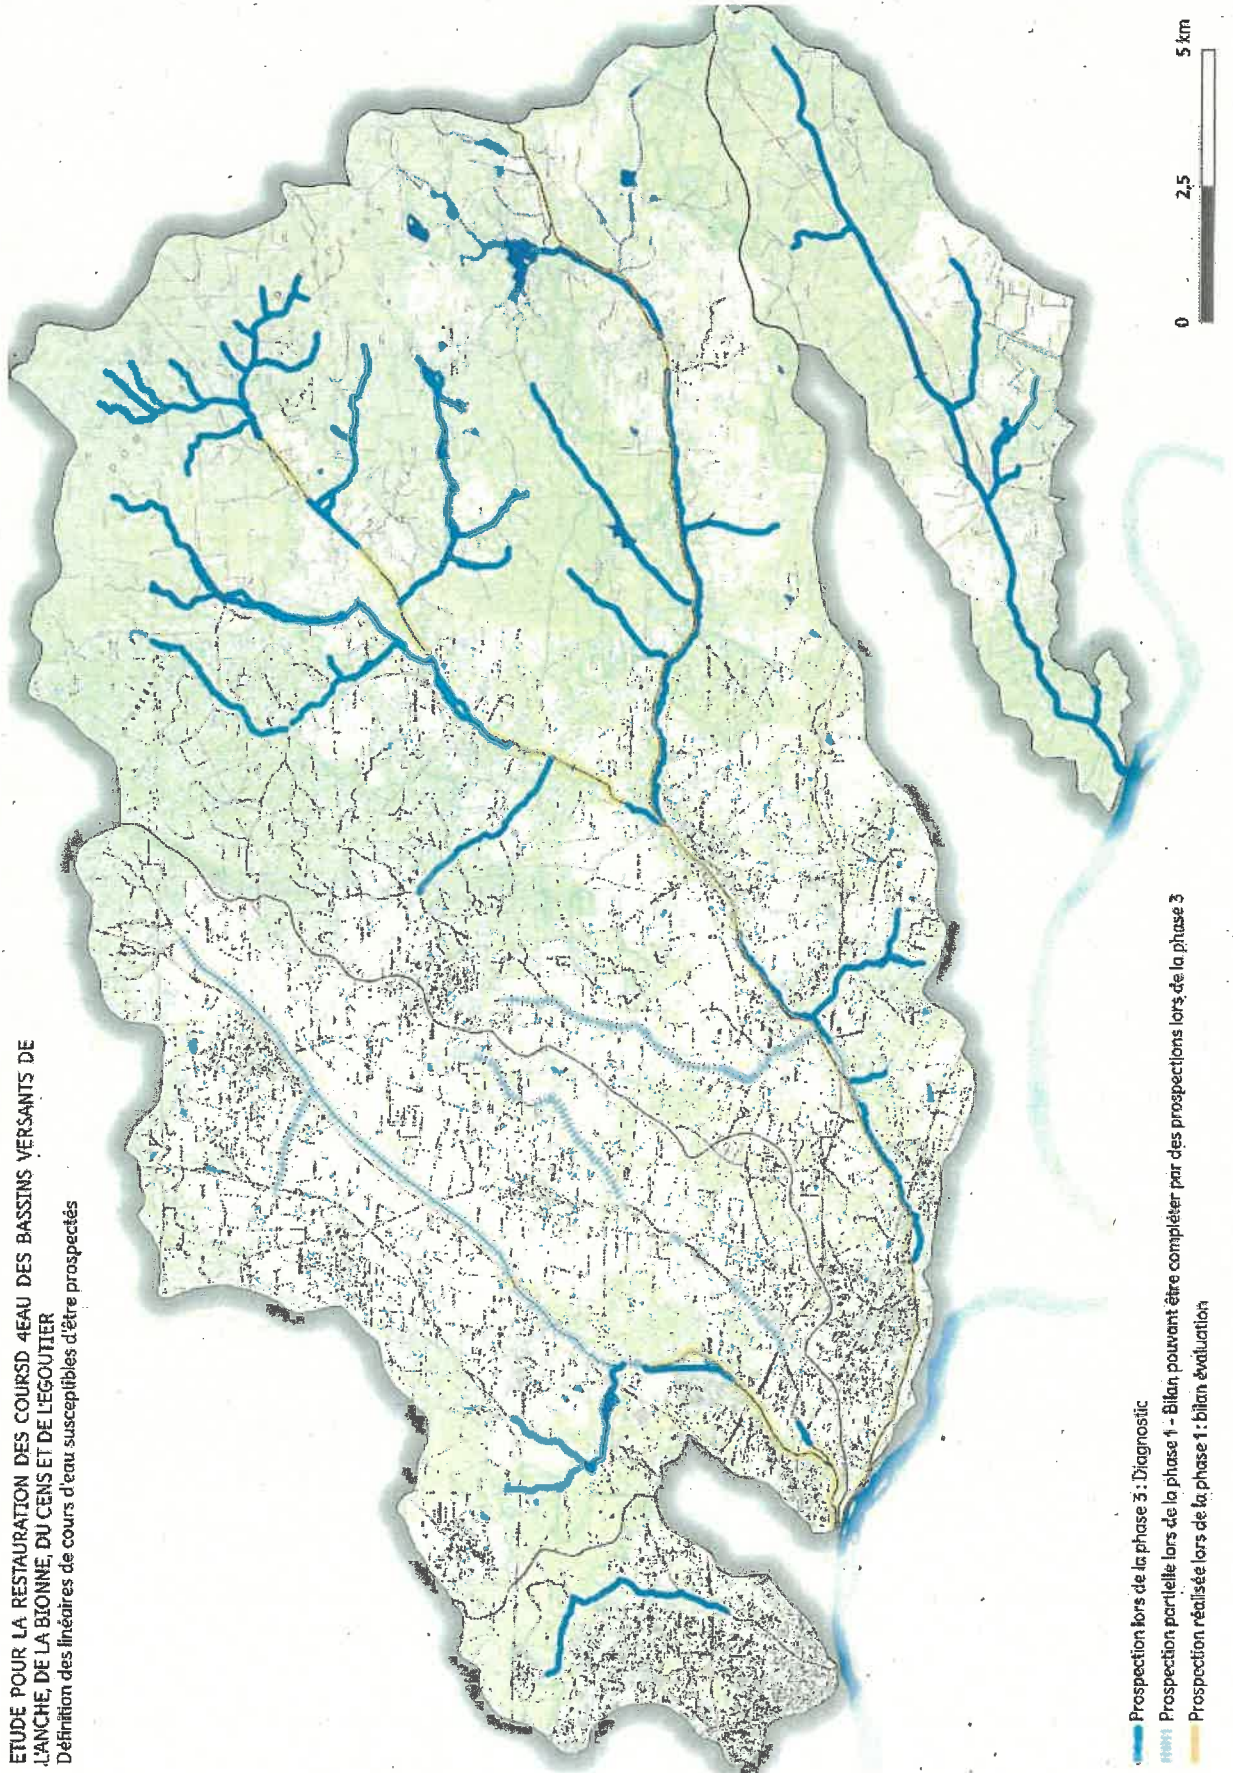 ETUDE POUR LA RESTAURATION DES COURSD 4EAU DES BASSINS VERSANTS DE
L'ANCHE, DE LA BIONNE, DU CENS ET DE L'EGOUTIER
Définition des linéaires de cours d'eau susceptibles d'être prospectés
Prospection lors de la phase 3 : Diagnostic
Prospection partielle lors de la phase 1 - Bilan pouvant être compléter par des prospections lors de la phase 3
Prospection réalisée lors de la phase 1 : bilan évaluation
0 2,5 5 km